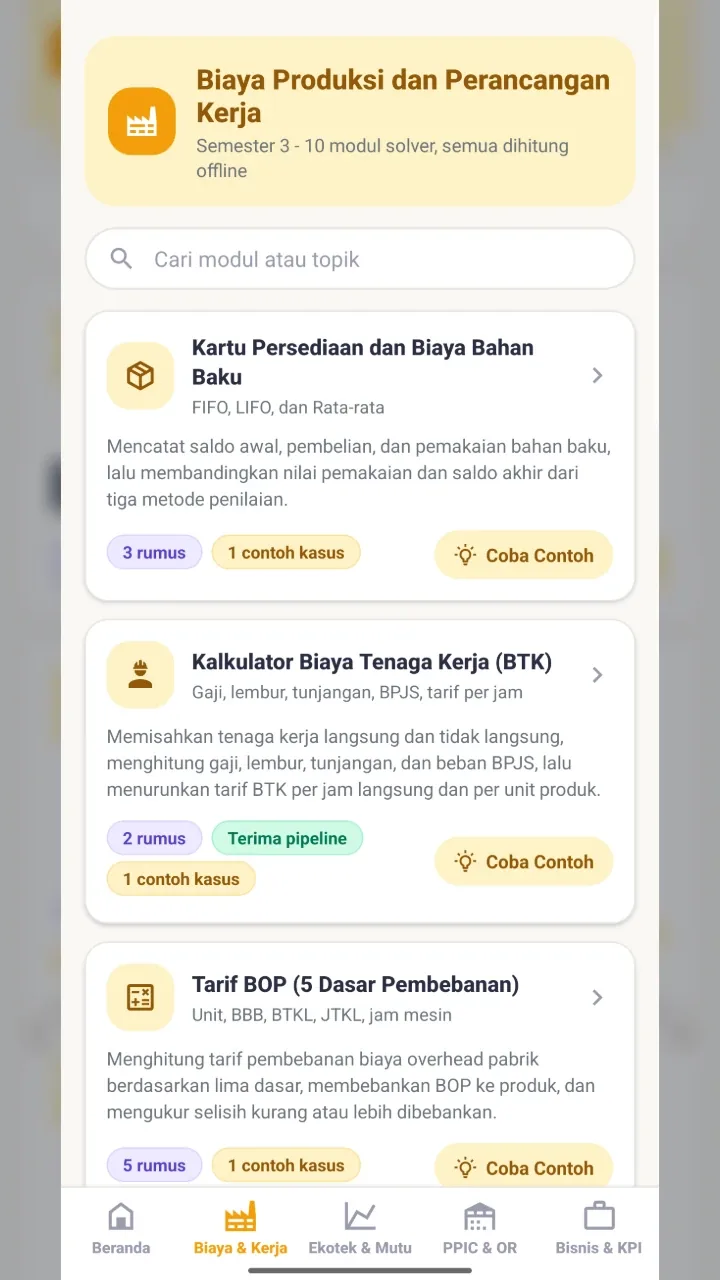 Biaya Produksi dan Perancangan
Kerja
Semester 3 - 10 modul solver, semua dihitung
offline
Cari modul atau topik
Kartu Persediaan dan Biaya Bahan
Baku
FIFO, LIFO, dan Rata-rata
Mencatat saldo awal, pembelian, dan pemakaian bahan baku,
lalu membandingkan nilai pemakaian dan saldo akhir dari
tiga metode penilaian.
3 rumus
1 contoh kasus
Coba Contoh
Kalkulator Biaya Tenaga Kerja (BTK)
Gaji, lembur, tunjangan, BPJS, tarif per jam
Memisahkan tenaga kerja langsung dan tidak langsung,
menghitung gaji, lembur, tunjangan, dan beban BPJS, lalu
menurunkan tarif BTK per jam langsung dan per unit produk.
2 rumus
Terima pipeline
1 contoh kasus
Coba Contoh
Tarif BOP (5 Dasar Pembebanan)
Unit, BBB, BTKL, JTKL, jam mesin
Menghitung tarif pembebanan biaya overhead pabrik
berdasarkan lima dasar, membebankan BOP ke produk, dan
mengukur selisih kurang atau lebih dibebankan.
5 rumus
1 contoh kasus
Coba Contoh
Beranda
Biaya & Kerja
Ekotek & Mutu
PPIC & OR
Bisnis & KPI